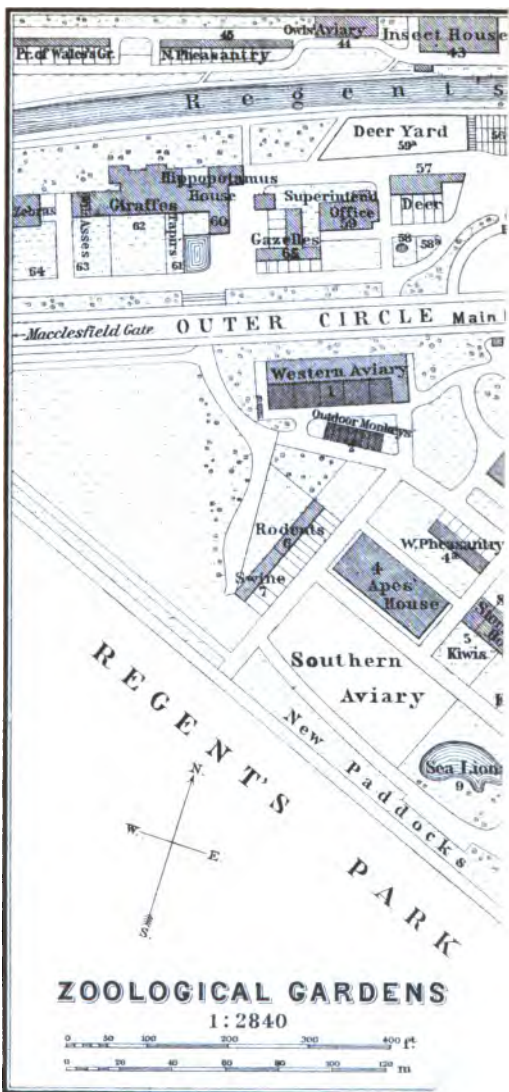 45
Owls' Aviary
44
Insect House
43
Pr. of Wales's Gr.
N. Pheasantry
Regent's
Deer Yard
59a
56
Hippopotamus
House
Giraffes
60
Zebras
Asses
62
Tapirs
61
63
64
Superintend
Office
59
Gazelles
65
57
Deer
58
58a
Macclesfield Gate
OUTER CIRCLE
Main
Western Aviary
1
Outdoor Monkeys
2
Rodents
6
Swine
7
W. Pheasantry
4a
4
Apes'
House
5
Kiwis
Southern
Aviary
New Paddocks
Sea Lion
9
REGENT'S PARK
N.
W.
E.
S.
ZOOLOGICAL GARDENS
1:2840
0 50 100 200 300 400 ft.
0 20 40 60 80 100 120 m